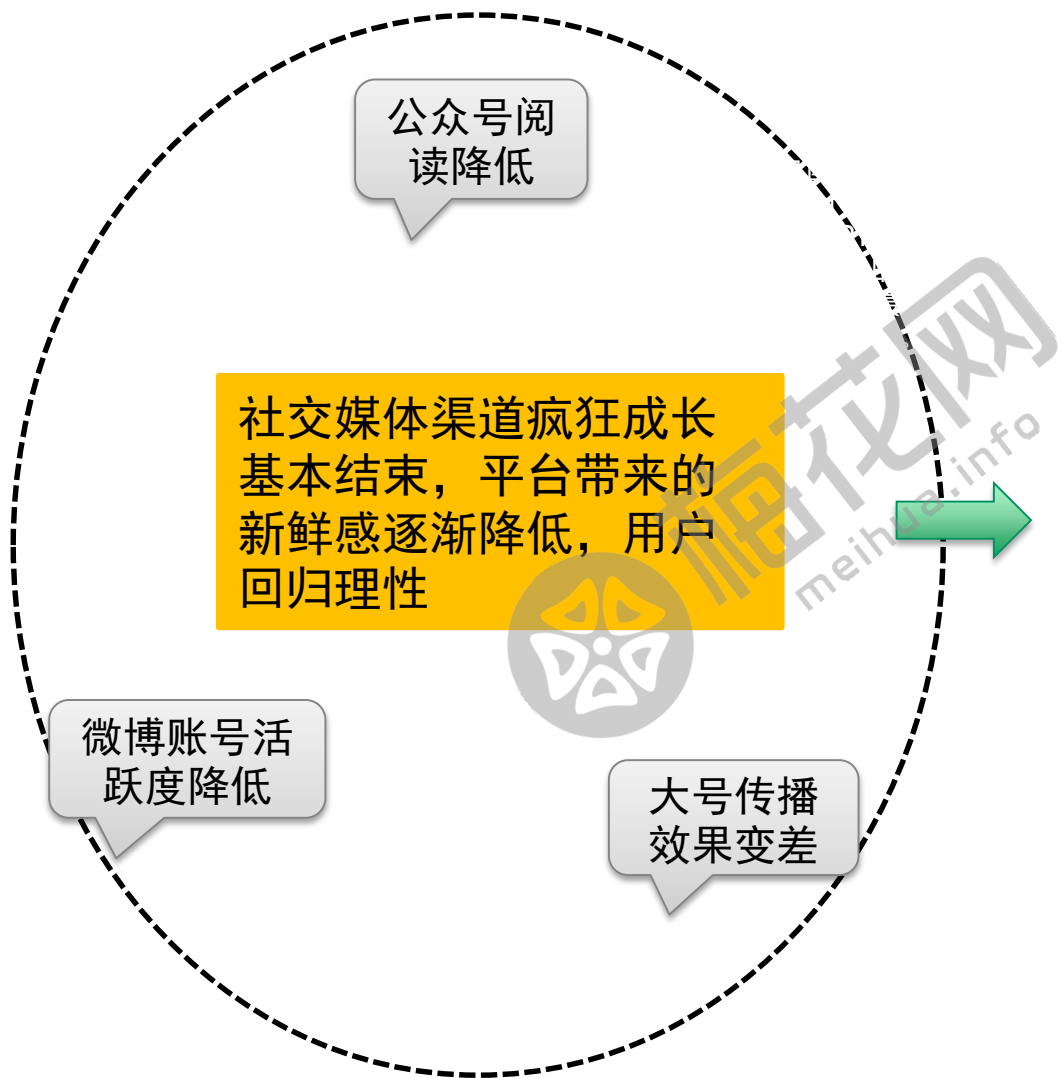 公众号阅
读降低
社交媒体渠道疯狂成长
基本结束，平台带来的
新鲜感逐渐降低，用户
回归理性
梅花网
meihua.info
微博账号活
跃度降低
大号传播
效果变差